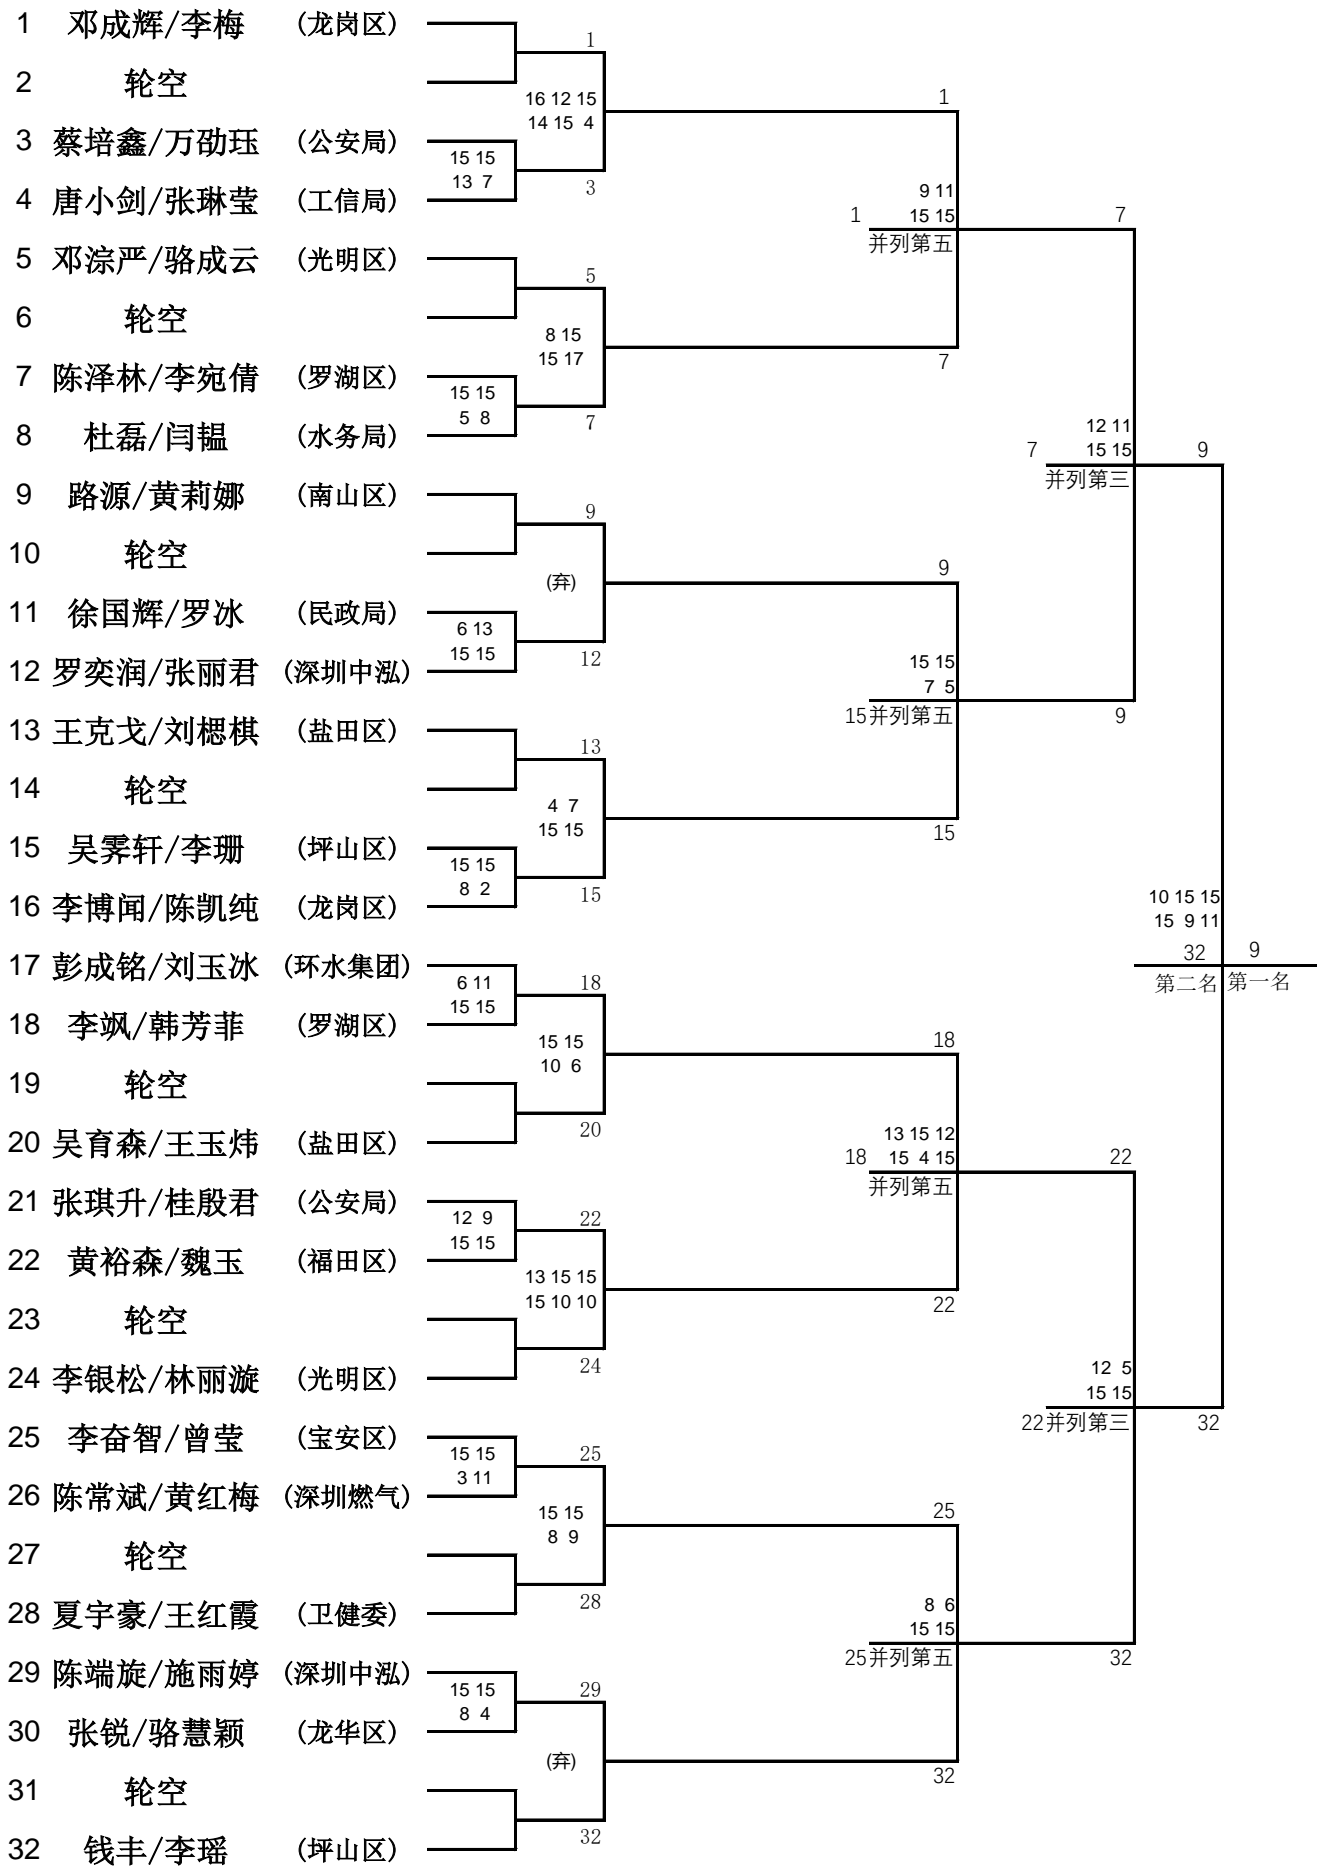 1 邓成辉/李梅 (龙岗区)
1
2 轮空
16 12 15
1
14 15 4
3 蔡培鑫/万劭珏 (公安局)
15 15
13 7
3
9 11
4 唐小剑/张琳莹 (工信局)
1
15 15
7
并列第五
5 邓淙严/骆成云 (光明区)
5
6 轮空
8 15
15 17
7
7 陈泽林/李宛倩 (罗湖区)
15 15
5 8
7
12 11
8 杜磊/闫韫 (水务局)
7
15 15
9
并列第三
9 路源/黄莉娜 (南山区)
9
10 轮空
9
(弃)
11 徐国辉/罗冰 (民政局)
6 13
15 15
12
15 15
12 罗奕润/张丽君 (深圳中泓)
7 5
15并列第五
9
13 王克戈/刘楒棋 (盐田区)
13
14 轮空
4 7
15 15
15
15 吴霁轩/李珊 (坪山区)
15 15
8 2
15
10 15 15
16 李博闻/陈凯纯 (龙岗区)
15 9 11
32
9
第二名
第一名
17 彭成铭/刘玉冰 (环水集团)
6 11
15 15
18
18 李飒/韩芳菲 (罗湖区)
15 15
18
10 6
19 轮空
20
13 15 12
20 吴育森/王玉炜 (盐田区)
18
15 4 15
22
并列第五
21 张琪升/桂殷君 (公安局)
12 9
15 15
22
22 黄裕森/魏玉 (福田区)
13 15 15
15 10 10
22
23 轮空
24
12 5
24 李银松/林丽漩 (光明区)
15 15
22并列第三
32
25 李奋智/曾莹 (宝安区)
15 15
3 11
25
26 陈常斌/黄红梅 (深圳燃气)
15 15
25
8 9
27 轮空
28
8 6
28 夏宇豪/王红霞 (卫健委)
15 15
25并列第五
32
29 陈端旋/施雨婷 (深圳中泓)
15 15
8 4
29
30 张锐/骆慧颖 (龙华区)
(弃)
32
31 轮空
32
32 钱丰/李瑶 (坪山区)